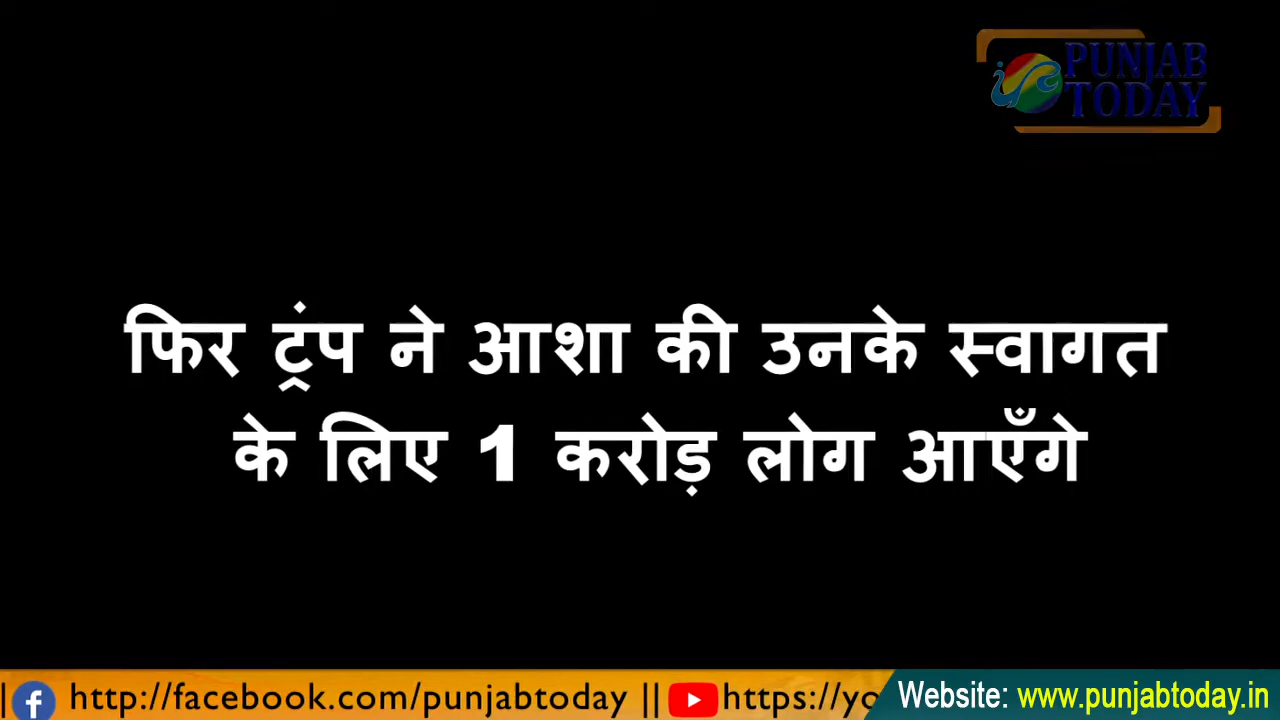 PUNJAB
TODAY
फिर ट्रंप ने आशा की उनके स्वागत
के लिए 1 करोड़ लोग आएँगे
|| http://facebook.com/punjabtoday || https://yo
Website: www.punjabtoday.in